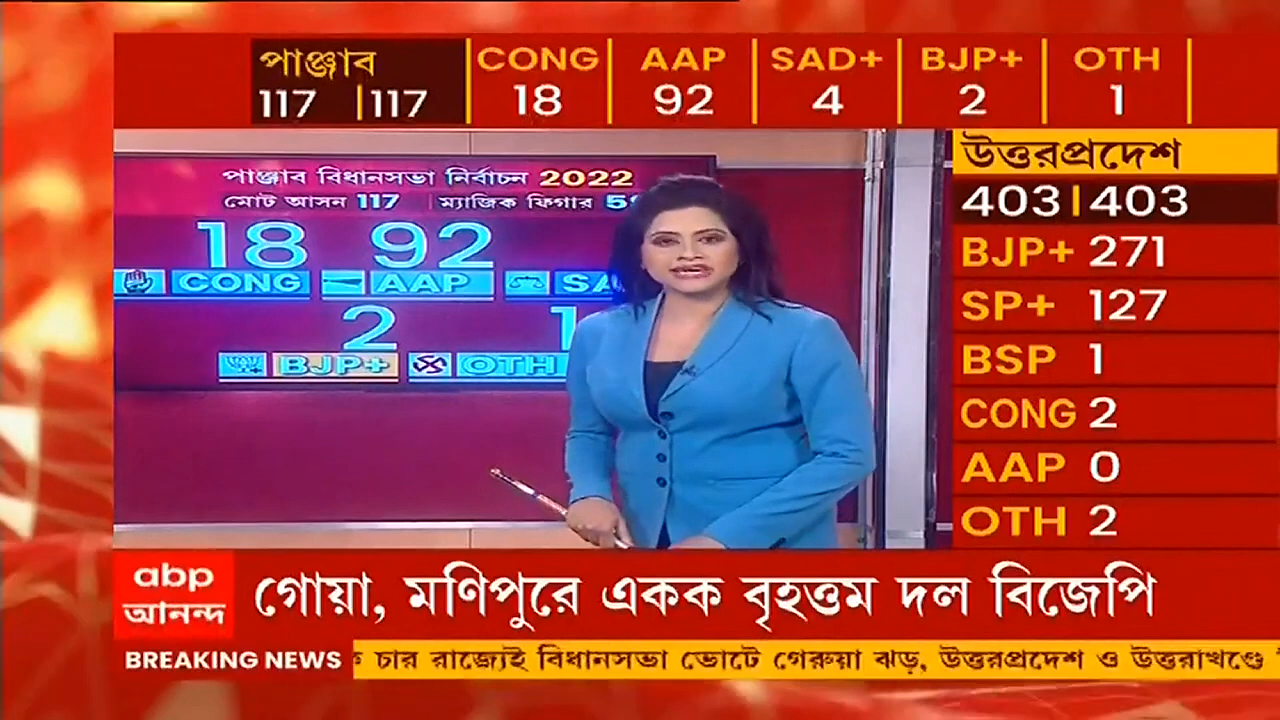 পাঞ্জাব
117 | 117
CONG
18
AAP
92
SAD+
4
BJP+
2
OTH
1
উত্তরপ্রদেশ
403 | 403
BJP+ 271
SP+ 127
BSP 1
CONG 2
AAP 0
OTH 2
পাঞ্জাব বিধানসভা নির্বাচন 2022
মোট আসন 117 | ম্যাজিক ফিগার
18 92
CONG AAP
2
BJP+ OTH
abp
আনন্দ
গোয়া, মণিপুরে একক বৃহত্তম দল বিজেপি
BREAKING NEWS
চার রাজ্যেই বিধানসভা ভোটে গেরুয়া ঝড়, উত্তরপ্রদেশ ও উত্তরাখণ্ডে